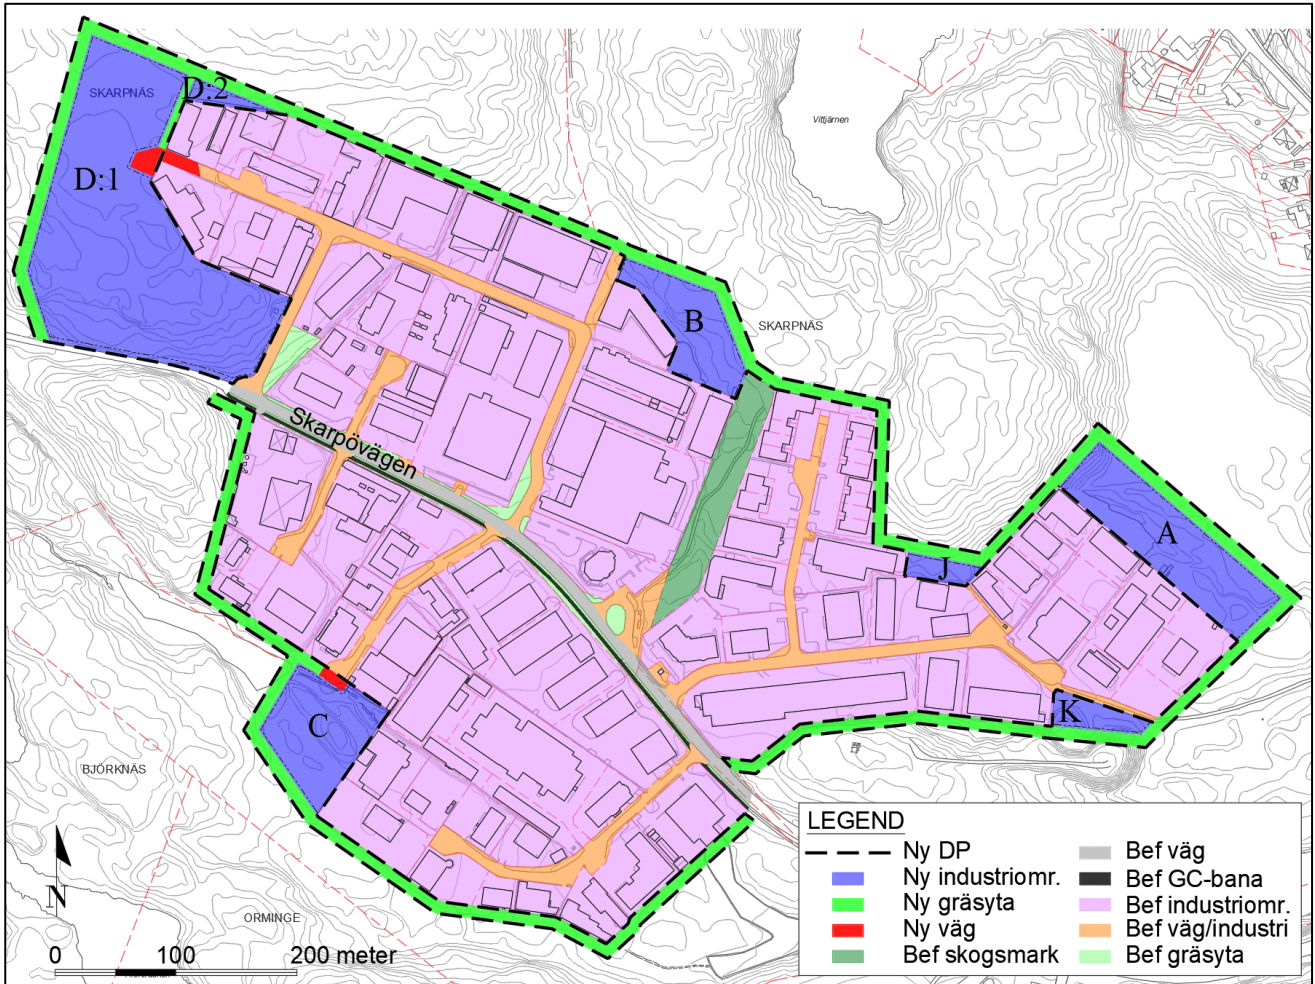 SKARPNÄS
D:2
Vittjärnen
D:1
B
SKARPNÄS
Skarpövägen
A
J
K
C
BJÖRKNÄS
ORMINGE
N
0 100 200 meter
LEGEND
Ny DP
Ny industriomr.
Ny gräsyta
Ny väg
Bef skogsmark
Bef väg
Bef GC-bana
Bef industriomr.
Bef väg/industri
Bef gräsyta